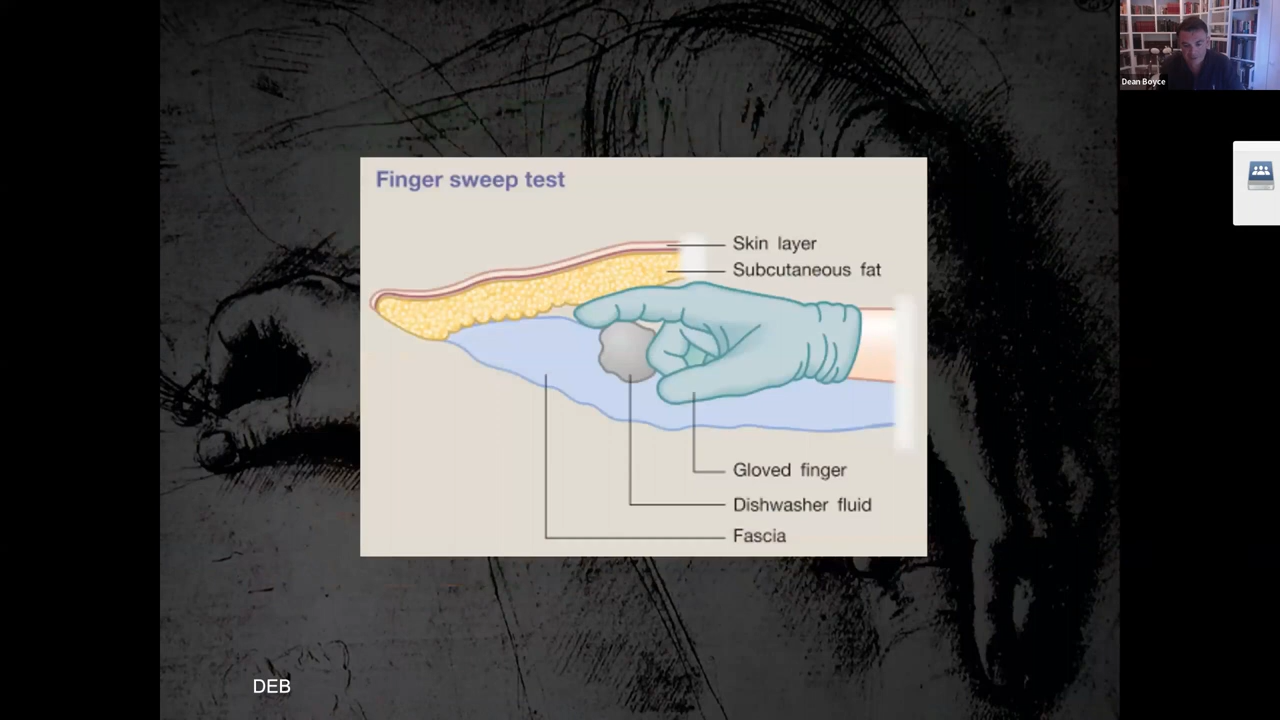 Dean Boyce
Finger sweep test
Skin layer
Subcutaneous fat
Gloved finger
Dishwasher fluid
Fascia
DEB